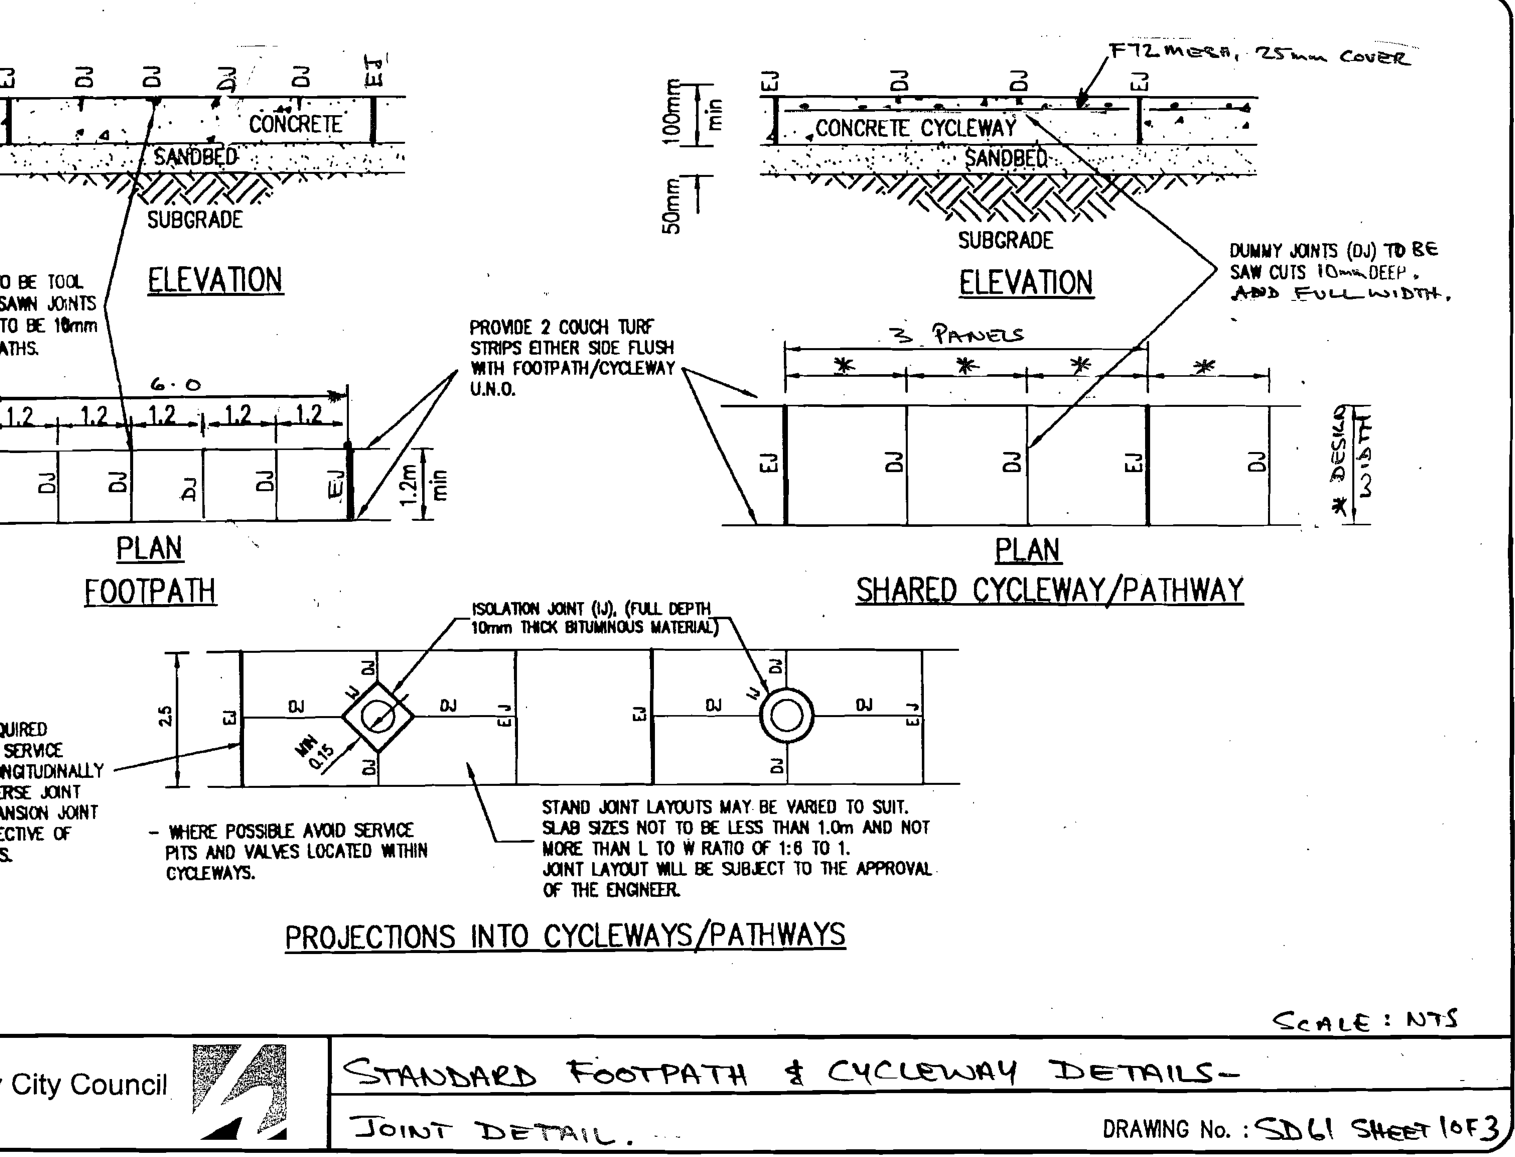 EJ DJ DJ DJ DJ EJ
CONCRETE
SANDBED
SUBGRADE
ELEVATION
O BE TOOL
SAWN JOINTS
TO BE 10mm
ATHS.
6.0
1.2 1.2 1.2 1.2 1.2
DJ DJ DJ DJ EJ
1.2m
min
PLAN
FOOTPATH
PROVIDE 2 COUCH TURF
STRIPS EITHER SIDE FLUSH
WITH FOOTPATH/CYCLEWAY
U.N.O.
F72 MESH, 25mm COVER
EJ DJ DJ EJ
100mm
min
CONCRETE CYCLEWAY
SANDBED
50mm
SUBGRADE
ELEVATION
DUMMY JOINTS (DJ) TO BE
SAW CUTS 10mm DEEP.
AND FULL WIDTH.
3 PANELS
* * * *
EJ DJ DJ EJ DJ
* DESIGN
WIDTH
PLAN
SHARED CYCLEWAY/PATHWAY
ISOLATION JOINT (IJ), (FULL DEPTH
10mm THICK BITUMINOUS MATERIAL)
2.5
DJ DJ
IJ IJ
EJ DJ DJ EJ EJ DJ DJ EJ
MIN
0.15
DJ DJ
QUIRED
SERVICE
NGITUDINALLY
ERSE JOINT
ANSION JOINT
ECTIVE OF
S.
- WHERE POSSIBLE AVOID SERVICE
PITS AND VALVES LOCATED WITHIN
CYCLEWAYS.
STAND JOINT LAYOUTS MAY BE VARIED TO SUIT.
SLAB SIZES NOT TO BE LESS THAN 1.0m AND NOT
MORE THAN L TO W RATIO OF 1:6 TO 1.
JOINT LAYOUT WILL BE SUBJECT TO THE APPROVAL
OF THE ENGINEER.
PROJECTIONS INTO CYCLEWAYS/PATHWAYS
SCALE: NTS
City Council
STANDARD FOOTPATH & CYCLEWAY DETAILS-
JOINT DETAIL.
DRAWING No. : SD61 SHEET 1 OF 3